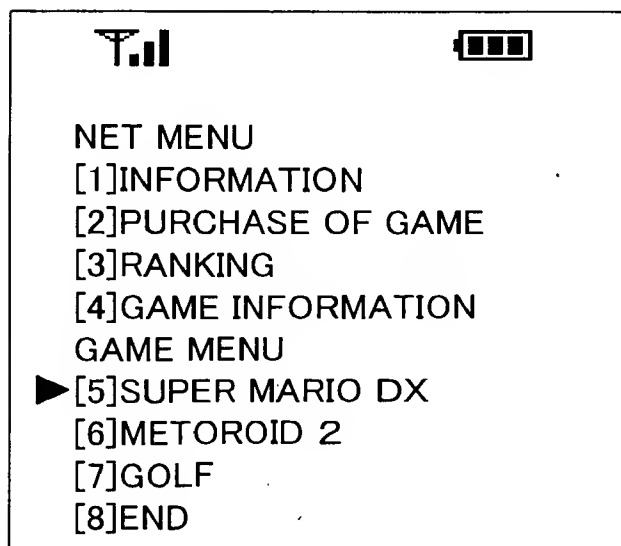 NET MENU
[1]INFORMATION
[2]PURCHASE OF GAME
[3]RANKING
[4]GAME INFORMATION
GAME MENU
▶[5]SUPER MARIO DX
[6]METOROID 2
[7]GOLF
[8]END